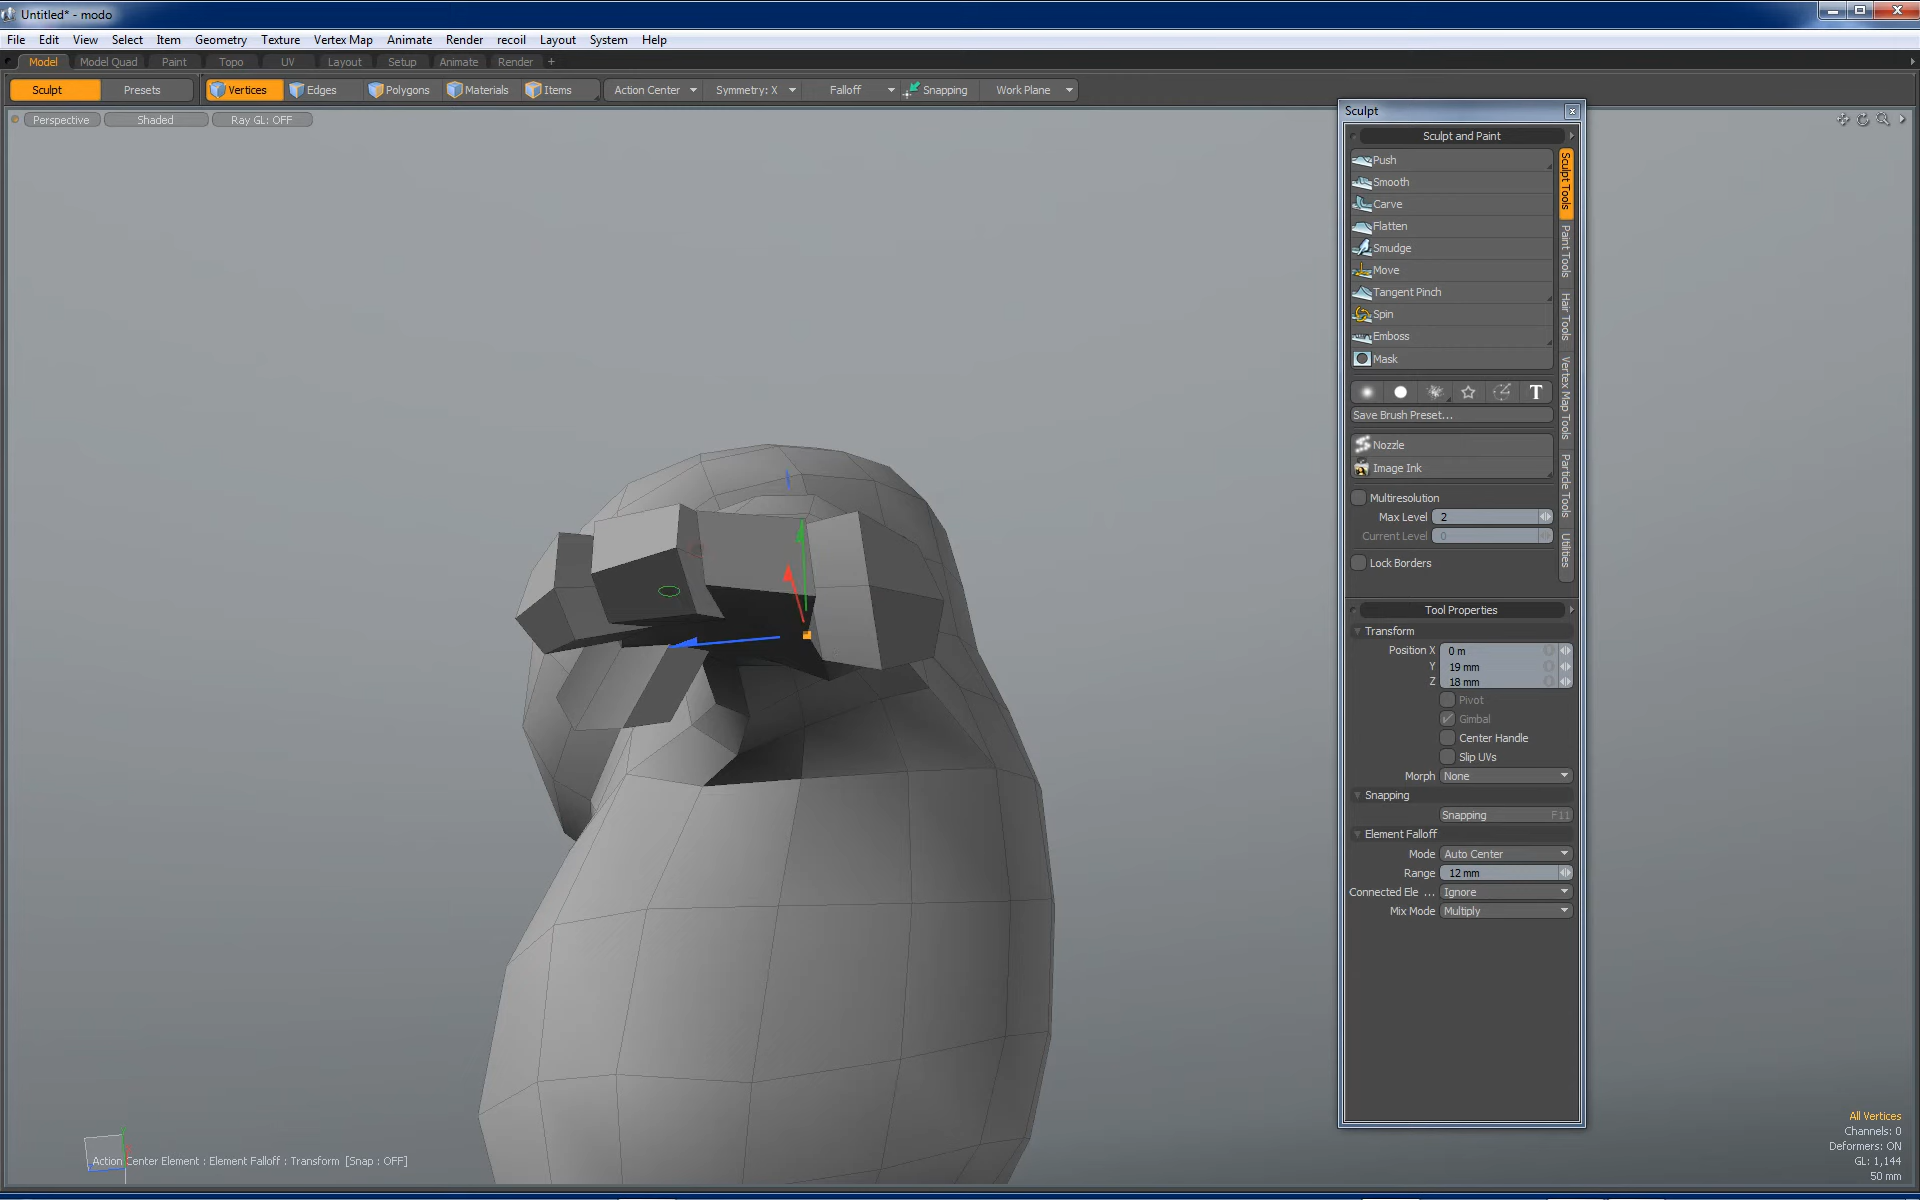 Untitled* - modo
File Edit View Select Item Geometry Texture Vertex Map Animate Render recoil Layout System Help
Model Model Quad Paint Topo UV Layout Setup Animate Render +
Sculpt Presets Vertices Edges Polygons Materials Items Action Center Symmetry: X Falloff Snapping Work Plane
Perspective Shaded Ray GL: OFF
Sculpt
Sculpt and Paint
Push
Smooth
Carve
Flatten
Smudge
Move
Tangent Pinch
Spin
Emboss
Mask
T
Save Brush Preset...
Nozzle
Image Ink
Multiresolution
Max Level 2
Current Level 0
Lock Borders
Sculpt Tools
Paint Tools
Hair Tools
Vertex Map Tools
Particle Tools
Utilities
Tool Properties
Transform
Position X 0 m
Y 19 mm
Z 18 mm
Pivot
Gimbal
Center Handle
Slip UVs
Morph None
Snapping
Snapping F11
Element Falloff
Mode Auto Center
Range 12 mm
Connected Ele ... Ignore
Mix Mode Multiply
All Vertices
Channels: 0
Deformers: ON
GL: 1,144
50 mm
Action Center Element : Element Falloff : Transform [Snap : OFF]